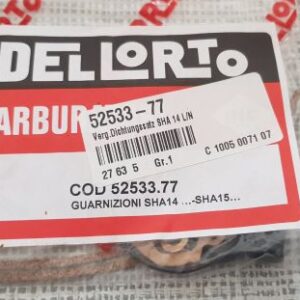 DELLORTO
ARBURA
52533-77
Verg.Dichtungssatz SHA 14 L/N
27 63 5 Gr.1 C 1005 0071 07
COD 52533.77
GUARNIZIONI SHA14 ...-SHA15...